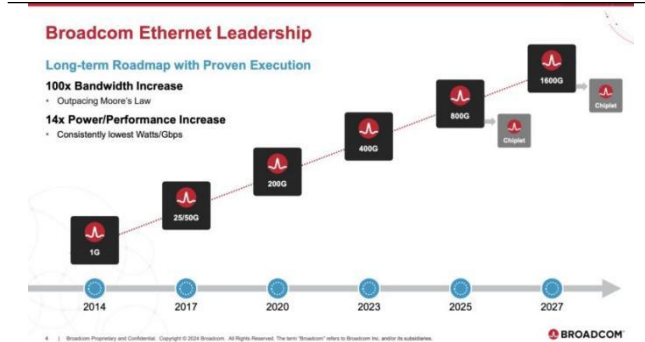 Broadcom Ethernet Leadership
Long-term Roadmap with Proven Execution
100x Bandwidth Increase
• Outpacing Moore's Law
14x Power/Performance Increase
• Consistently lowest Watts/Gbps
1G
25/50G
200G
400G
800G
Chiplet
1600G
Chiplet
2014
2017
2020
2023
2025
2027
4 | Broadcom Proprietary and Confidential. Copyright © 2024 Broadcom. All Rights Reserved. The term "Broadcom" refers to Broadcom Inc. and/or its subsidiaries.
BROADCOM